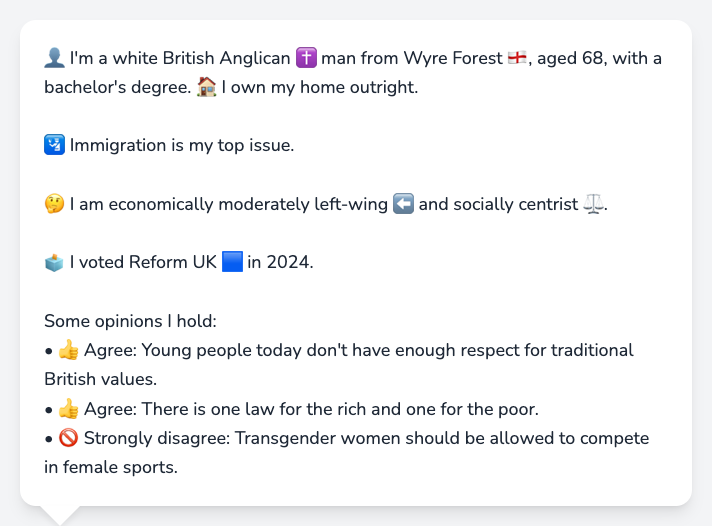 👤 I'm a white British Anglican ✝️ man from Wyre Forest 🏴󠁧󠁢󠁥󠁮󠁧󠁿, aged 68, with a
bachelor's degree. 🏠 I own my home outright.
🛂 Immigration is my top issue.
🤔 I am economically moderately left-wing ⬅️ and socially centrist ⚖️.
🗳️ I voted Reform UK 🟦 in 2024.
Some opinions I hold:
• 👍 Agree: Young people today don't have enough respect for traditional
British values.
• 👍 Agree: There is one law for the rich and one for the poor.
• 🚫 Strongly disagree: Transgender women should be allowed to compete
in female sports.